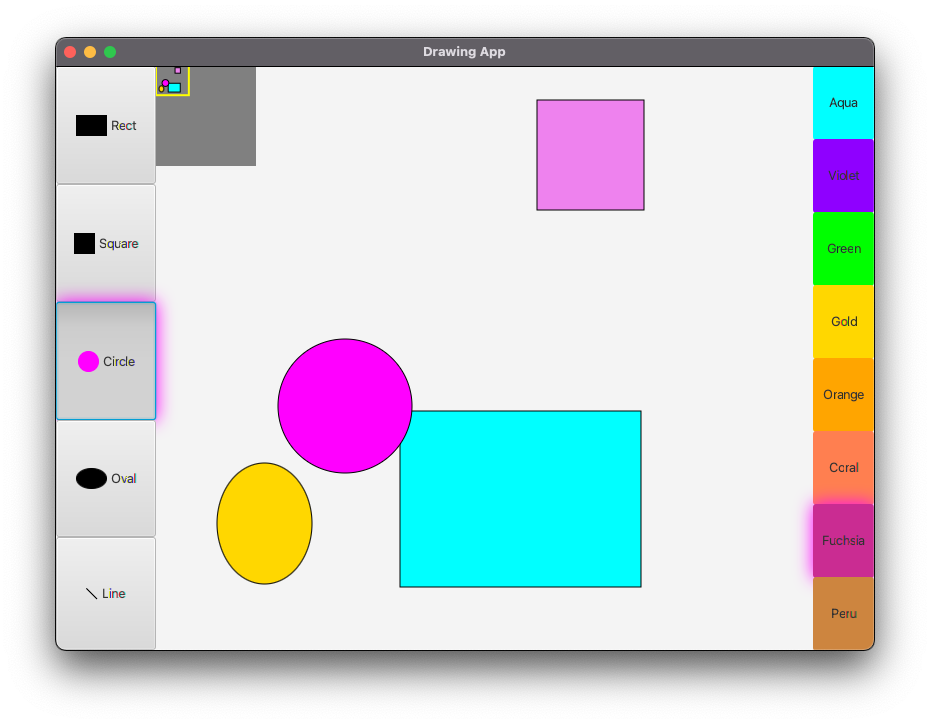 Drawing App
Rect
Square
Circle
Oval
Line
Aqua
Violet
Green
Gold
Orange
Coral
Fuchsia
Peru